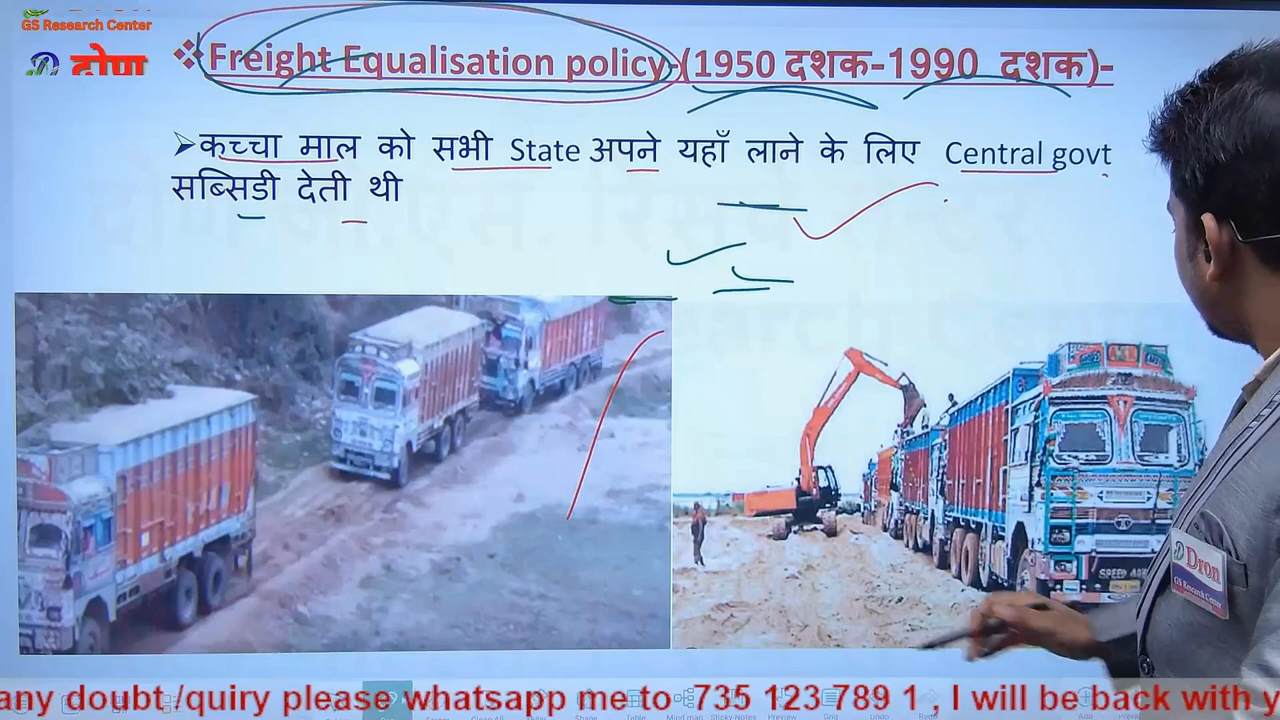 GS Research Center
द्रोण
❖Freight Equalisation policy (1950 दशक-1990 दशक)-
➤कच्चा माल को सभी State अपने यहाँ लाने के लिए Central govt
सब्सिडी देती थी
SPEED
Dron
GS Research Center
any doubt/quiry please whatsapp me to 735 123 789 1 , I will be back with y